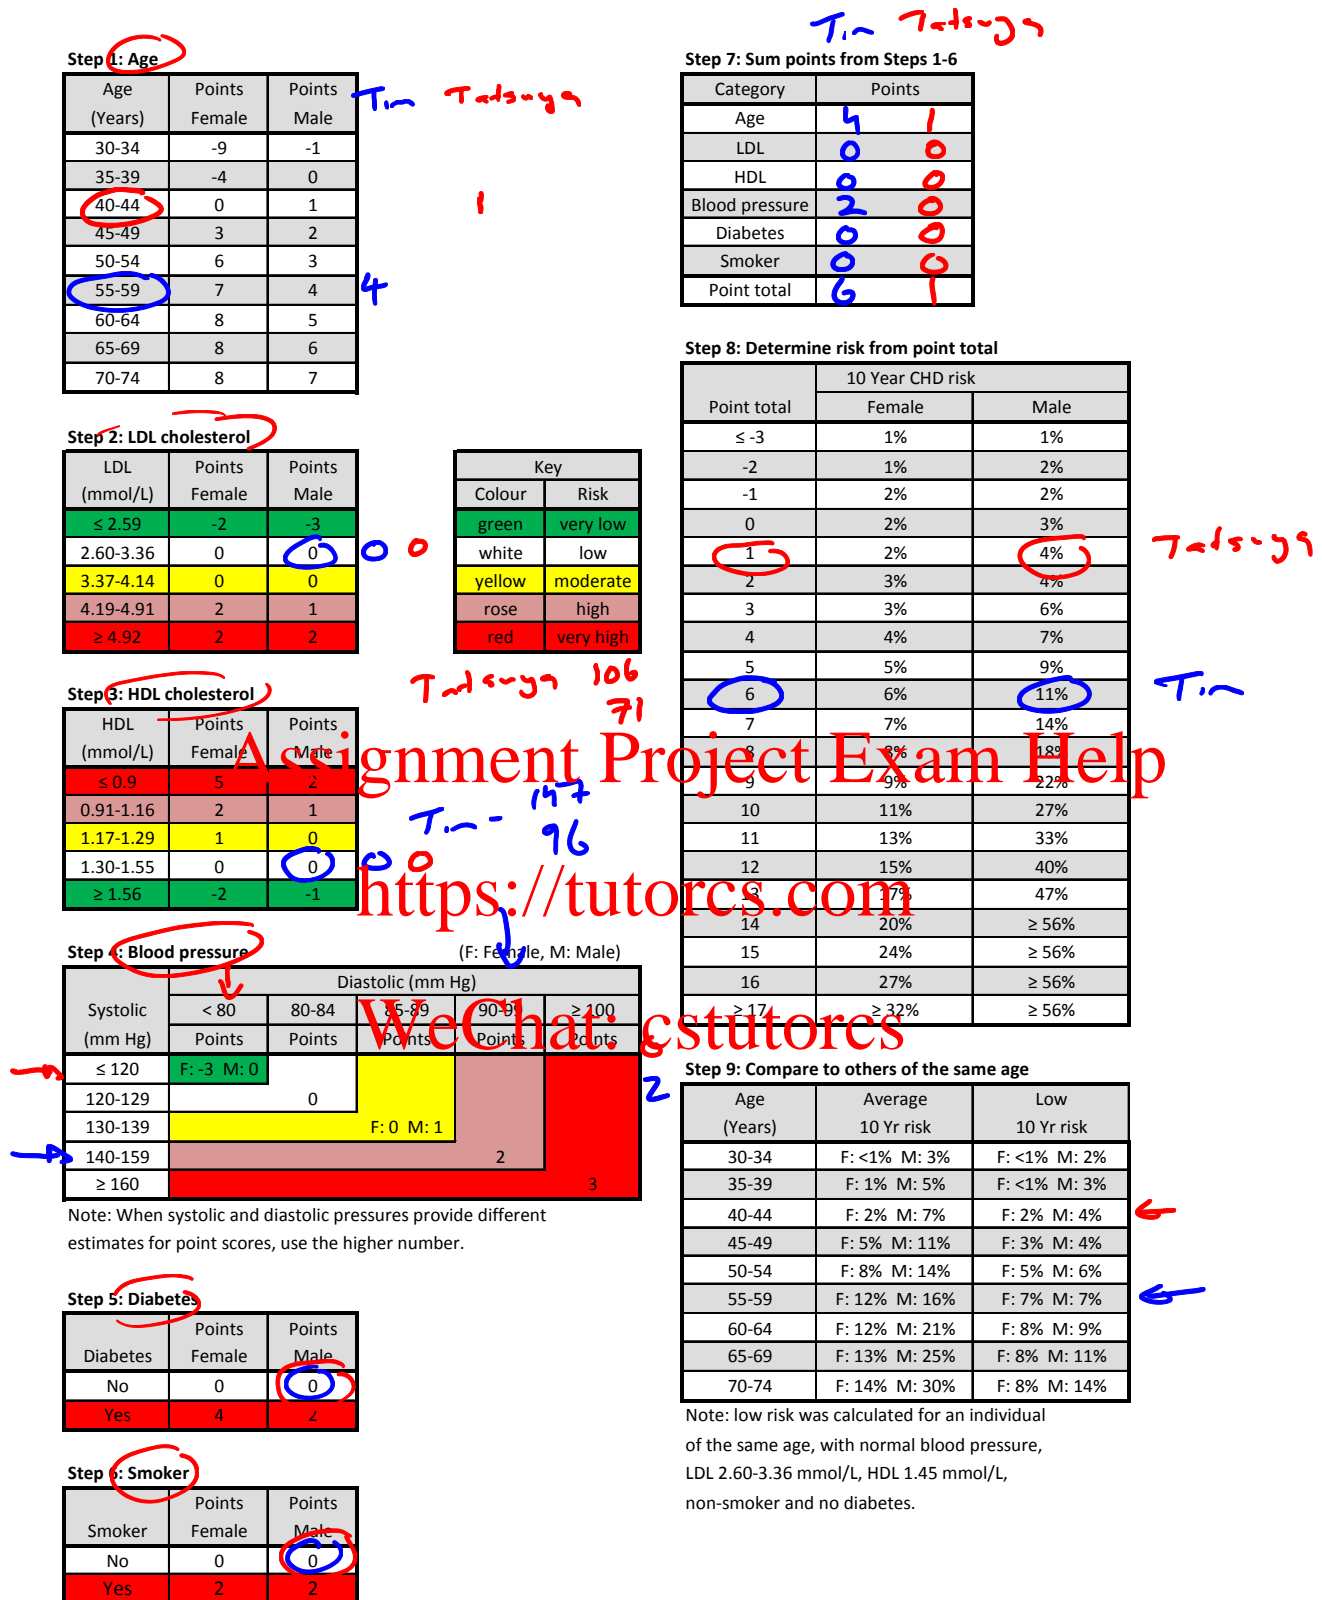 Tim Tatsuya
Step 1: Age
Age Points Points
(Years) Female Male
Tim Tatsuya
30-34 -9 -1
35-39 -4 0
40-44 0 1
1
45-49 3 2
50-54 6 3
55-59 7 4
4
60-64 8 5
65-69 8 6
70-74 8 7
Step 2: LDL cholesterol
LDL Points Points
(mmol/L) Female Male
≤ 2.59 -2 -3
2.60-3.36 0 0
0 0
3.37-4.14 0 0
4.19-4.91 2 1
≥ 4.92 2 2
Key
Colour Risk
green very low
white low
yellow moderate
rose high
red very high
Tatsuya 106
71
Step 3: HDL cholesterol
HDL Points Points
(mmol/L) Female Male
≤ 0.9 5 2
0.91-1.16 2 1
1.17-1.29 1 0
1.30-1.55 0 0
0 0
≥ 1.56 -2 -1
Tim - 147
96
Step 4: Blood pressure
(F: Female, M: Male)
Diastolic (mm Hg)
Systolic < 80 80-84 85-89 90-99 ≥ 100
(mm Hg) Points Points Points Points Points
≤ 120 F: -3 M: 0
120-129 0
2
130-139 F: 0 M: 1
140-159 2
≥ 160 3
Note: When systolic and diastolic pressures provide different
estimates for point scores, use the higher number.
Step 5: Diabetes
Points Points
Diabetes Female Male
No 0 0
Yes 4 2
Step 6: Smoker
Points Points
Smoker Female Male
No 0 0
Yes 2 2
Step 7: Sum points from Steps 1-6
Category Points
Age 4 1
LDL 0 0
HDL 0 0
Blood pressure 2 0
Diabetes 0 0
Smoker 0 0
Point total 6 1
Step 8: Determine risk from point total
10 Year CHD risk
Point total Female Male
≤ -3 1% 1%
-2 1% 2%
-1 2% 2%
0 2% 3%
1 2% 4%
Tatsuya
2 3% 4%
3 3% 6%
4 4% 7%
5 5% 9%
6 6% 11%
Tim
7 7% 14%
8 8% 18%
9 9% 22%
10 11% 27%
11 13% 33%
12 15% 40%
13 17% 47%
14 20% ≥ 56%
15 24% ≥ 56%
16 27% ≥ 56%
≥ 17 ≥ 32% ≥ 56%
Step 9: Compare to others of the same age
Age Average Low
(Years) 10 Yr risk 10 Yr risk
30-34 F: <1% M: 3% F: <1% M: 2%
35-39 F: 1% M: 5% F: <1% M: 3%
40-44 F: 2% M: 7% F: 2% M: 4%
45-49 F: 5% M: 11% F: 3% M: 4%
50-54 F: 8% M: 14% F: 5% M: 6%
55-59 F: 12% M: 16% F: 7% M: 7%
60-64 F: 12% M: 21% F: 8% M: 9%
65-69 F: 13% M: 25% F: 8% M: 11%
70-74 F: 14% M: 30% F: 8% M: 14%
Note: low risk was calculated for an individual
of the same age, with normal blood pressure,
LDL 2.60-3.36 mmol/L, HDL 1.45 mmol/L,
non-smoker and no diabetes.
Assignment Project Exam Help
https://tutorcs.com
WeChat: cstutorcs